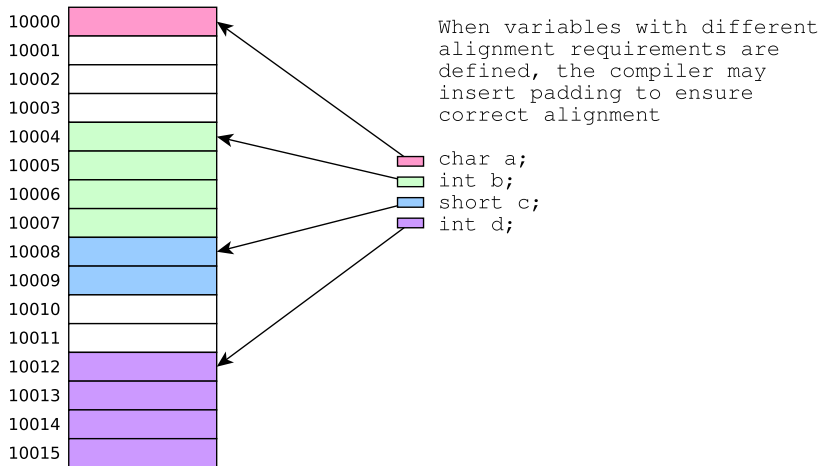 10000
10001
10002
10003
10004
10005
10006
10007
10008
10009
10010
10011
10012
10013
10014
10015
When variables with different
alignment requirements are
defined, the compiler may
insert padding to ensure
correct alignment
char a;
int b;
short c;
int d;